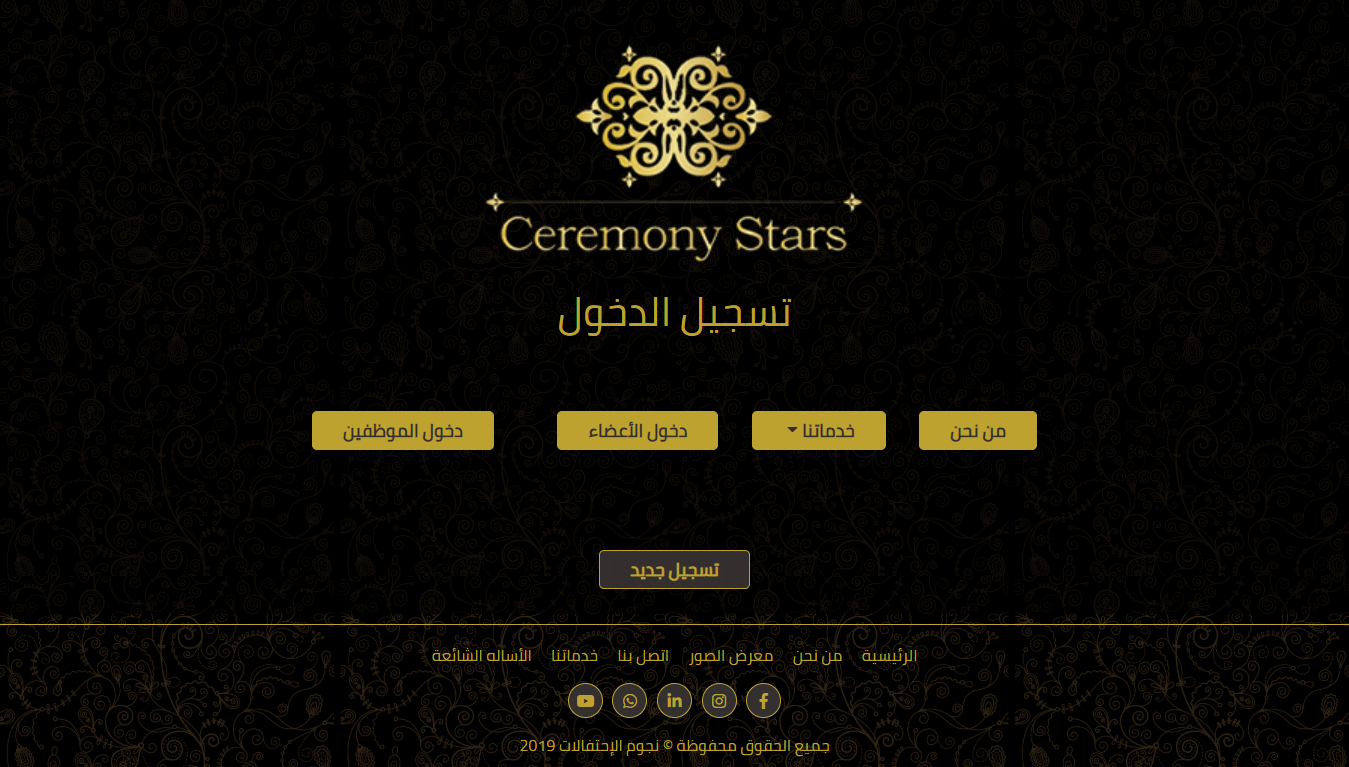 Ceremony Stars
تسجيل الدخول
من نحن
خدماتنا
دخول الأعضاء
دخول الموظفين
تسجيل جديد
الرئيسية من نحن معرض الصور اتصل بنا خدماتنا الأساله الشائعة
جميع الحقوق محفوظة © نجوم الإحتفالات 2019